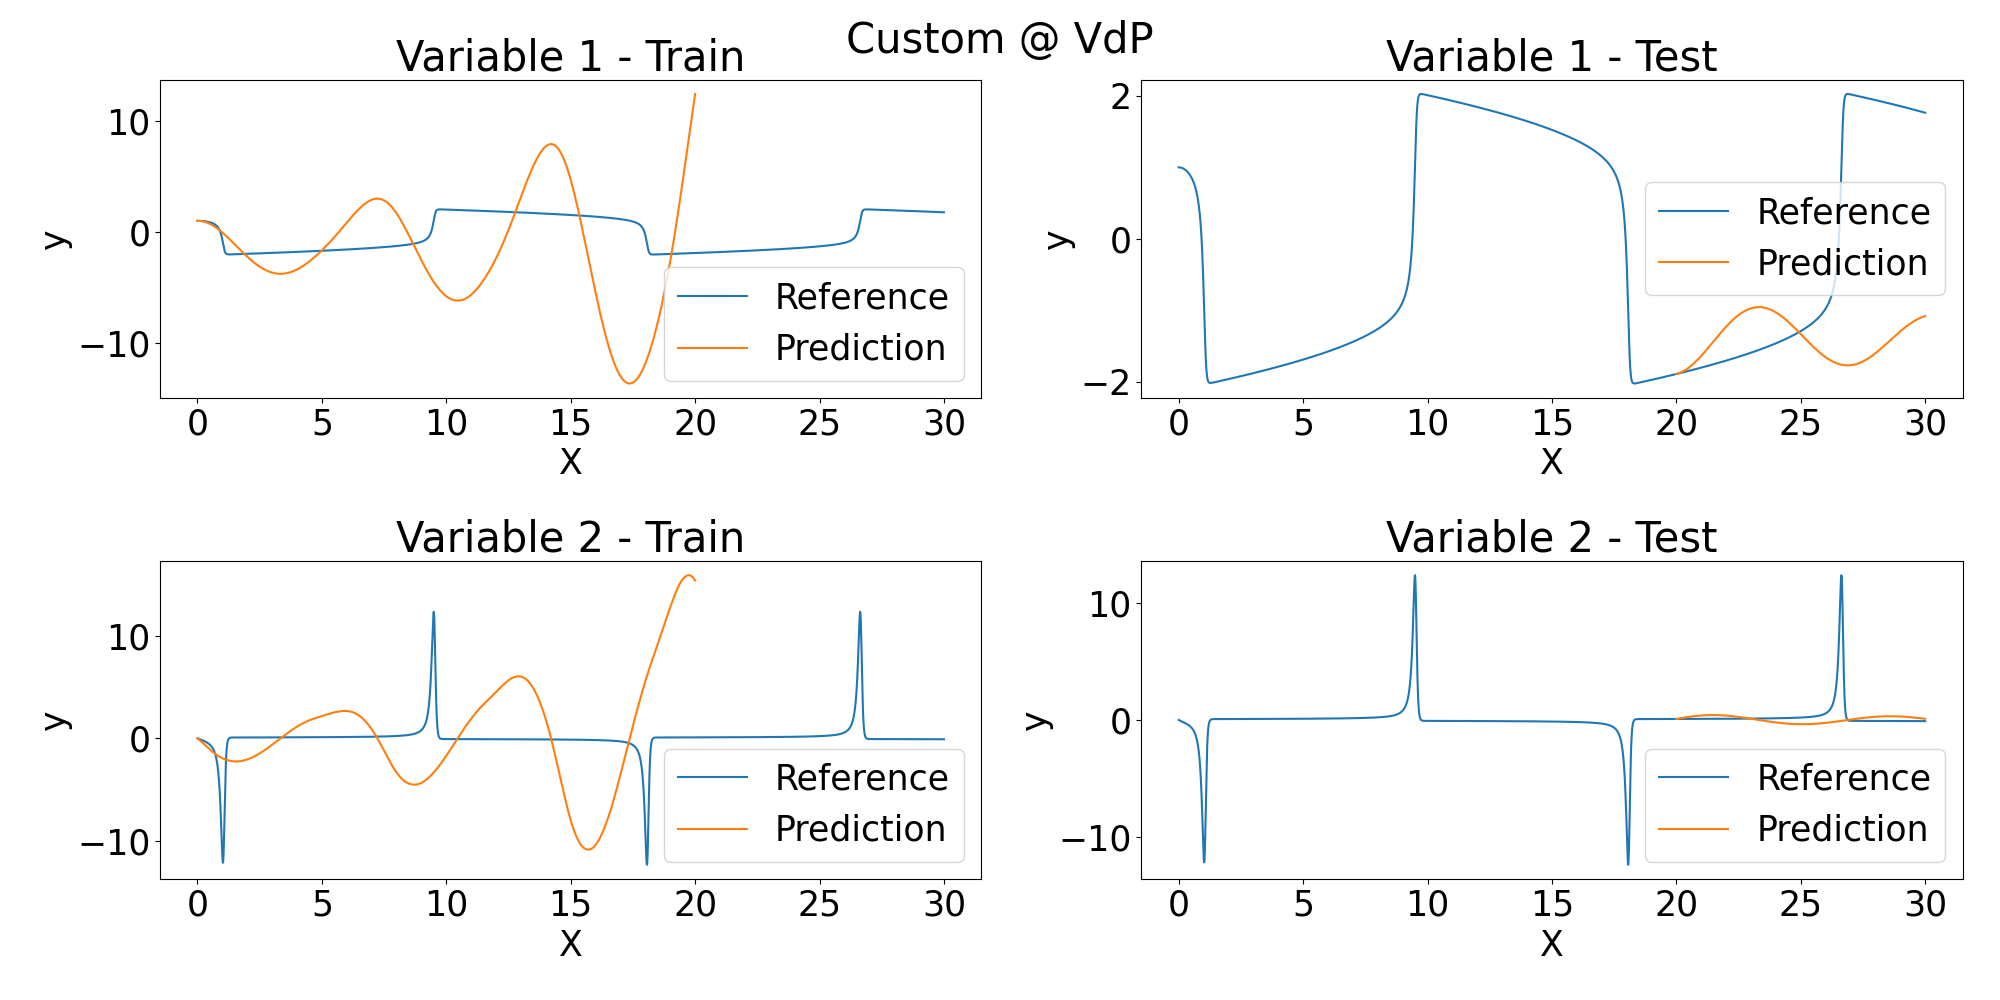 Custom @ VdP
Variable 1 - Train
10
0
−10
y
0 5 10 15 20 25 30
X
Reference
Prediction
Variable 1 - Test
2
0
−2
y
0 5 10 15 20 25 30
X
Reference
Prediction
Variable 2 - Train
10
0
−10
y
0 5 10 15 20 25 30
X
Reference
Prediction
Variable 2 - Test
10
0
−10
y
0 5 10 15 20 25 30
X
Reference
Prediction